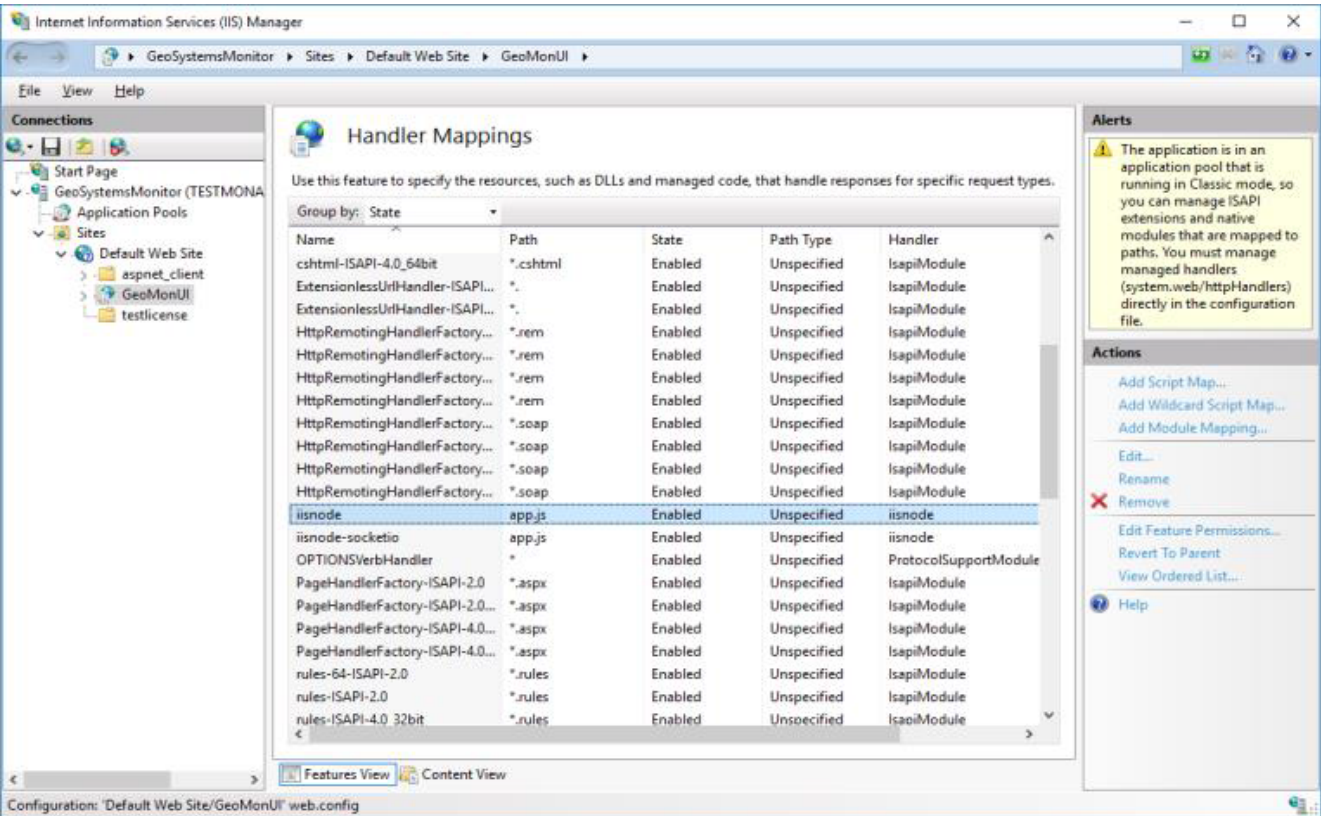 Internet Information Services (IIS) Manager
GeoSystemsMonitor Sites Default Web Site GeoMonUI
File View Help
Connections
Start Page
GeoSystemsMonitor (TESTMONA
Application Pools
Sites
Default Web Site
aspnet_client
GeoMonUI
testlicense
Handler Mappings
Use this feature to specify the resources, such as DLLs and managed code, that handle responses for specific request types.
Group by: State
Name Path State Path Type Handler
cshtml-ISAPI-4.0_64bit *.cshtml Enabled Unspecified IsapiModule
ExtensionlessUrlHandler-ISAPI... *. Enabled Unspecified IsapiModule
ExtensionlessUrlHandler-ISAPI... *. Enabled Unspecified IsapiModule
HttpRemotingHandlerFactory... *.rem Enabled Unspecified IsapiModule
HttpRemotingHandlerFactory... *.rem Enabled Unspecified IsapiModule
HttpRemotingHandlerFactory... *.rem Enabled Unspecified IsapiModule
HttpRemotingHandlerFactory... *.rem Enabled Unspecified IsapiModule
HttpRemotingHandlerFactory... *.soap Enabled Unspecified IsapiModule
HttpRemotingHandlerFactory... *.soap Enabled Unspecified IsapiModule
HttpRemotingHandlerFactory... *.soap Enabled Unspecified IsapiModule
HttpRemotingHandlerFactory... *.soap Enabled Unspecified IsapiModule
iisnode app.js Enabled Unspecified iisnode
iisnode-socketio app.js Enabled Unspecified iisnode
OPTIONSVerbHandler * Enabled Unspecified ProtocolSupportModule
PageHandlerFactory-ISAPI-2.0 *.aspx Enabled Unspecified IsapiModule
PageHandlerFactory-ISAPI-2.0... *.aspx Enabled Unspecified IsapiModule
PageHandlerFactory-ISAPI-4.0... *.aspx Enabled Unspecified IsapiModule
PageHandlerFactory-ISAPI-4.0... *.aspx Enabled Unspecified IsapiModule
rules-64-ISAPI-2.0 *.rules Enabled Unspecified IsapiModule
rules-ISAPI-2.0 *.rules Enabled Unspecified IsapiModule
rules-ISAPI-4.0_32bit *.rules Enabled Unspecified IsapiModule
Features View Content View
Alerts
The application is in an
application pool that is
running in Classic mode, so
you can manage ISAPI
extensions and native
modules that are mapped to
paths. You must manage
managed handlers
(system.web/httpHandlers)
directly in the configuration
file.
Actions
Add Script Map...
Add Wildcard Script Map...
Add Module Mapping...
Edit...
Rename
Remove
Edit Feature Permissions...
Revert To Parent
View Ordered List...
Help
Configuration: 'Default Web Site/GeoMonUI' web.config